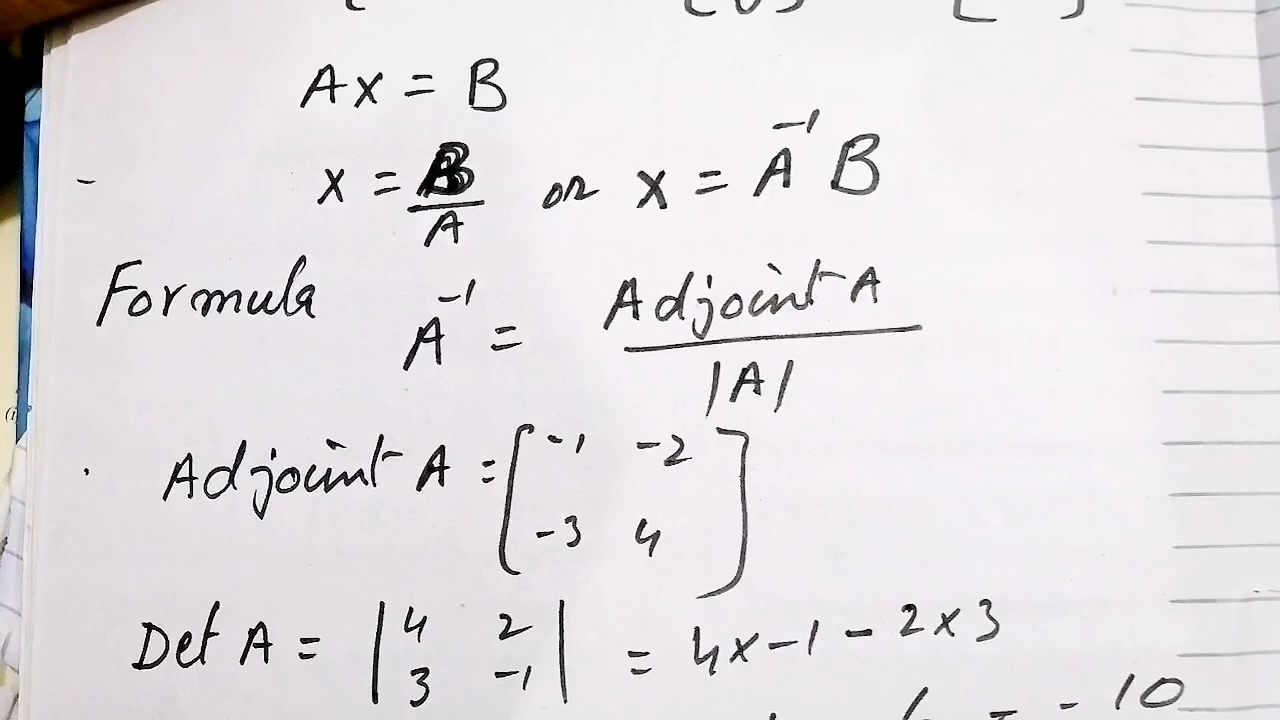 Ax = B
x = B/A or x = A⁻¹ B
Formula A⁻¹ = Adjoint A / |A|
Adjoint A = [ -1 -2
-3 4 ]
Det A = | 4 2
3 -1 | = 4x-1 - 2x3
= -10